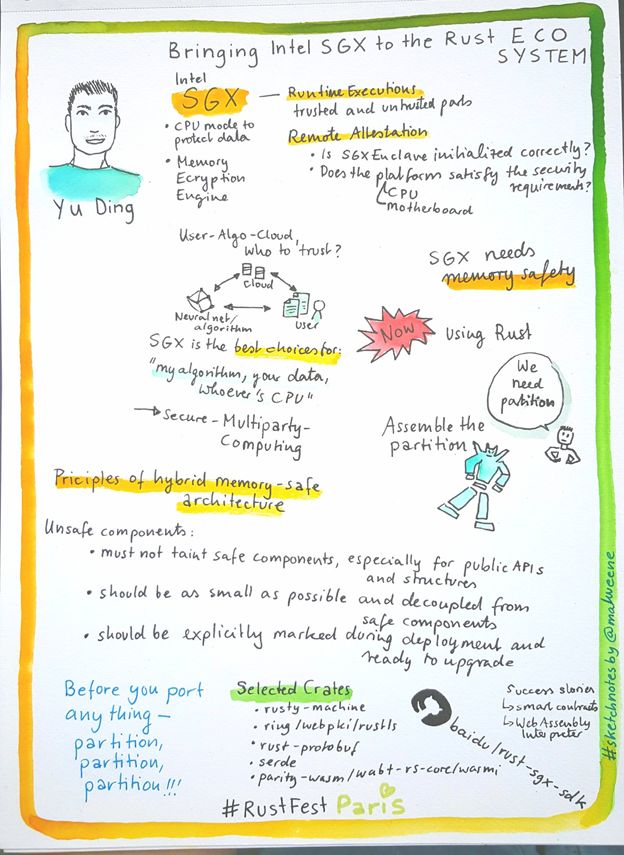 Bringing Intel SGX to the Rust ECO
SYSTEM
Intel
SGX — Runtime Executions
trusted and untrusted parts
• CPU mode to
protect data
• Memory
Ecryption
Engine
Remote Attestation
• Is SGX Enclave initialized correctly?
• Does the platform satisfy the security
requirement?
CPU
motherboard
Yu Ding
User-Algo-Cloud,
who to trust?
Cloud
Neural net/
algorithm
user
SGX is the best choices for:
"my algorithm, your data,
whoever's CPU"
→ Secure-Multiparty-
Computing
SGX needs
memory safety
Now using Rust
We
need
partition
Assemble the
partition
Priciples of hybrid memory-safe
architecture
Unsafe components:
• must not taint safe components, especially for public APIs
and structures
• should be as small as possible and decoupled from
safe components
• should be explicitly marked during deployment and
ready to upgrade
Before you port
any thing —
partition,
partition,
partition!!!
Selected Crates
• rusty-machine
• ring/webpki/rustls
• rust-protobuf
• serde
• parity-wasm/wabt-rs-core/wasmi
baidu/rust-sgx-sdk
Success stories
↳ smart contracts
↳ Web Assembly
Interpreter
#RustFest Paris
#sketchnotes by @malweene